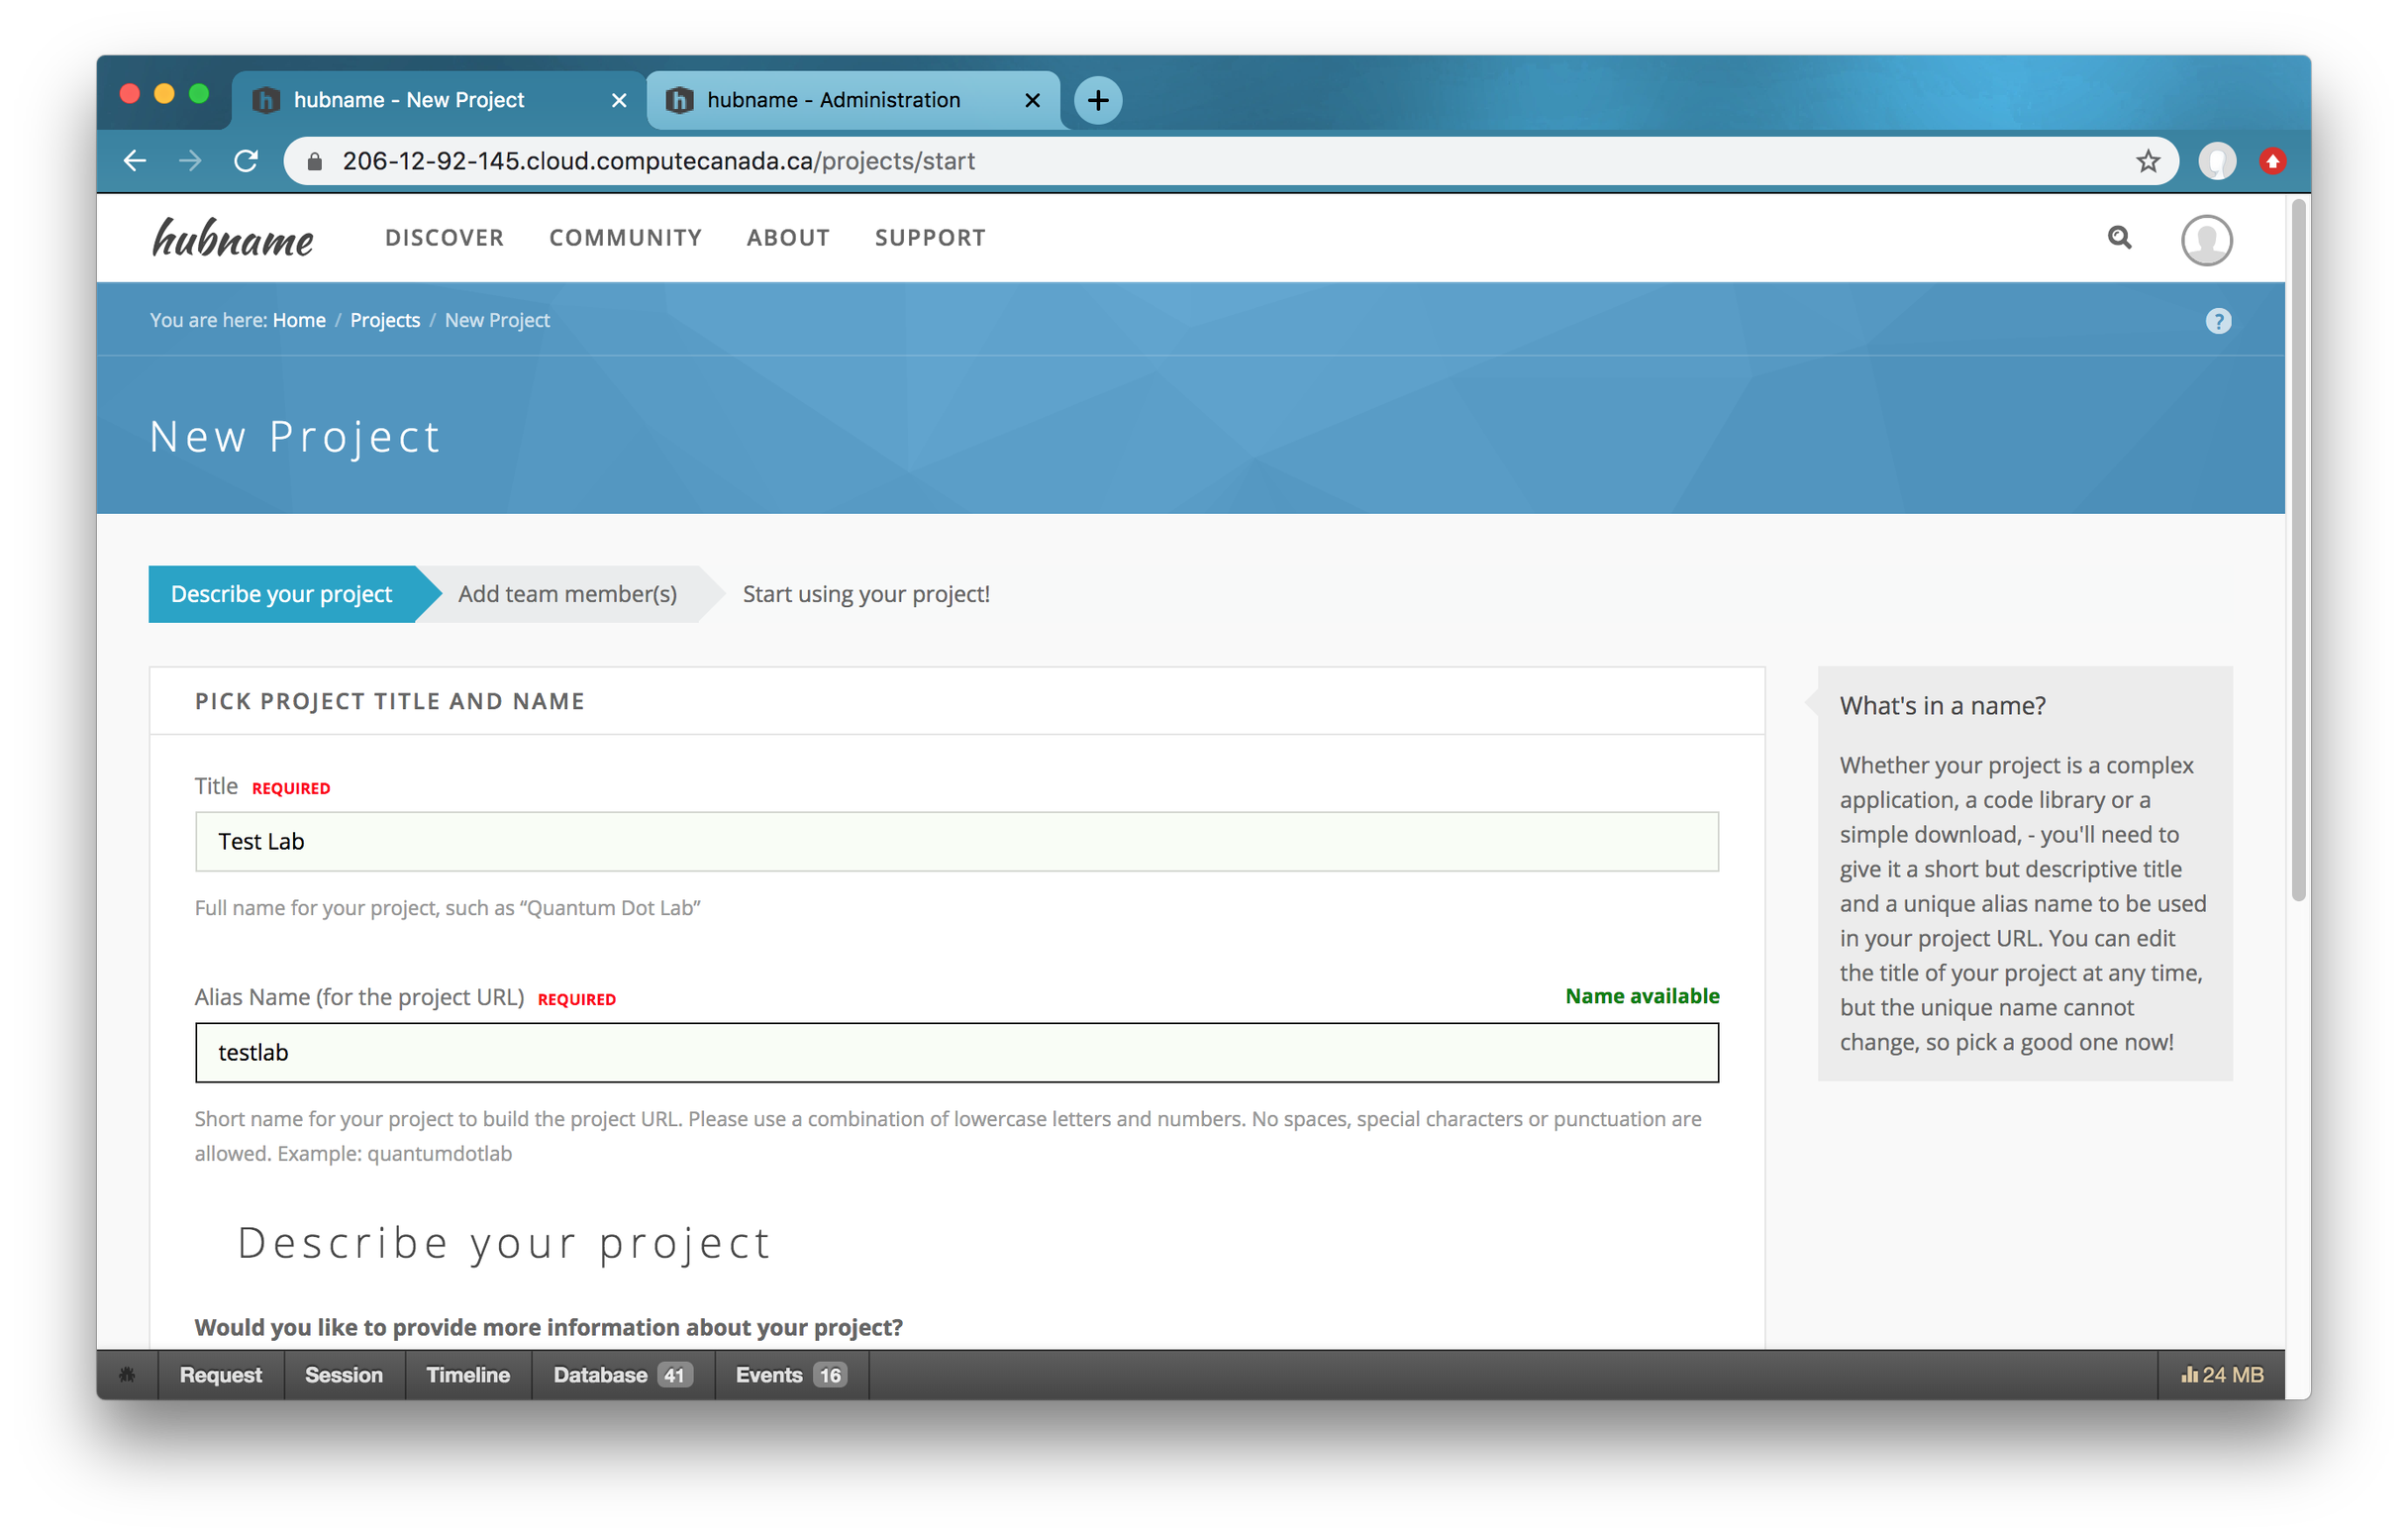 hubname - New Project
hubname - Administration
206-12-92-145.cloud.computecanada.ca/projects/start
hubname DISCOVER COMMUNITY ABOUT SUPPORT
You are here: Home / Projects / New Project
?
New Project
Describe your project Add team member(s) Start using your project!
PICK PROJECT TITLE AND NAME
Title REQUIRED
Test Lab
Full name for your project, such as “Quantum Dot Lab”
Alias Name (for the project URL) REQUIRED Name available
testlab
Short name for your project to build the project URL. Please use a combination of lowercase letters and numbers. No spaces, special characters or punctuation are
allowed. Example: quantumdotlab
Describe your project
Would you like to provide more information about your project?
What's in a name?
Whether your project is a complex
application, a code library or a
simple download, - you'll need to
give it a short but descriptive title
and a unique alias name to be used
in your project URL. You can edit
the title of your project at any time,
but the unique name cannot
change, so pick a good one now!
Request Session Timeline Database 41 Events 16 24 MB